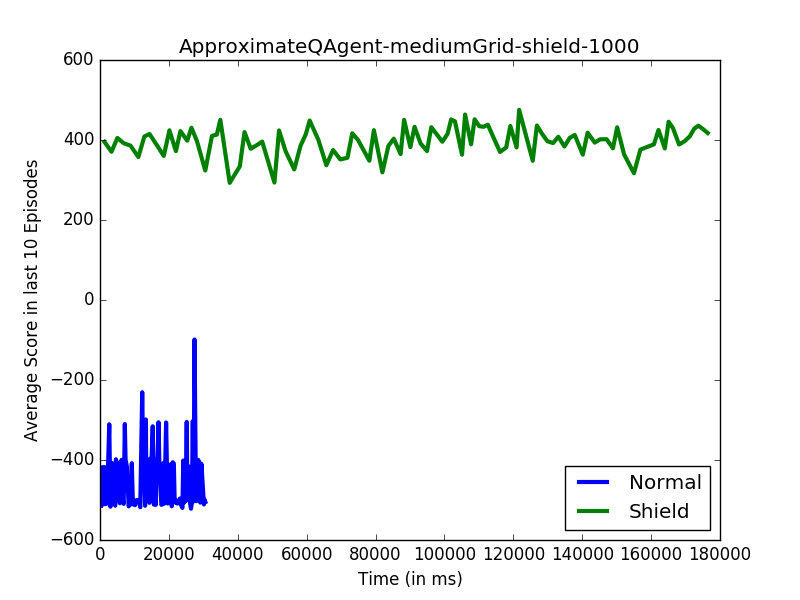 ApproximateQAgent-mediumGrid-shield-1000
600
400
200
0
−200
−400
−600
Average Score in last 10 Episodes
0 20000 40000 60000 80000 100000 120000 140000 160000 180000
Time (in ms)
Normal
Shield